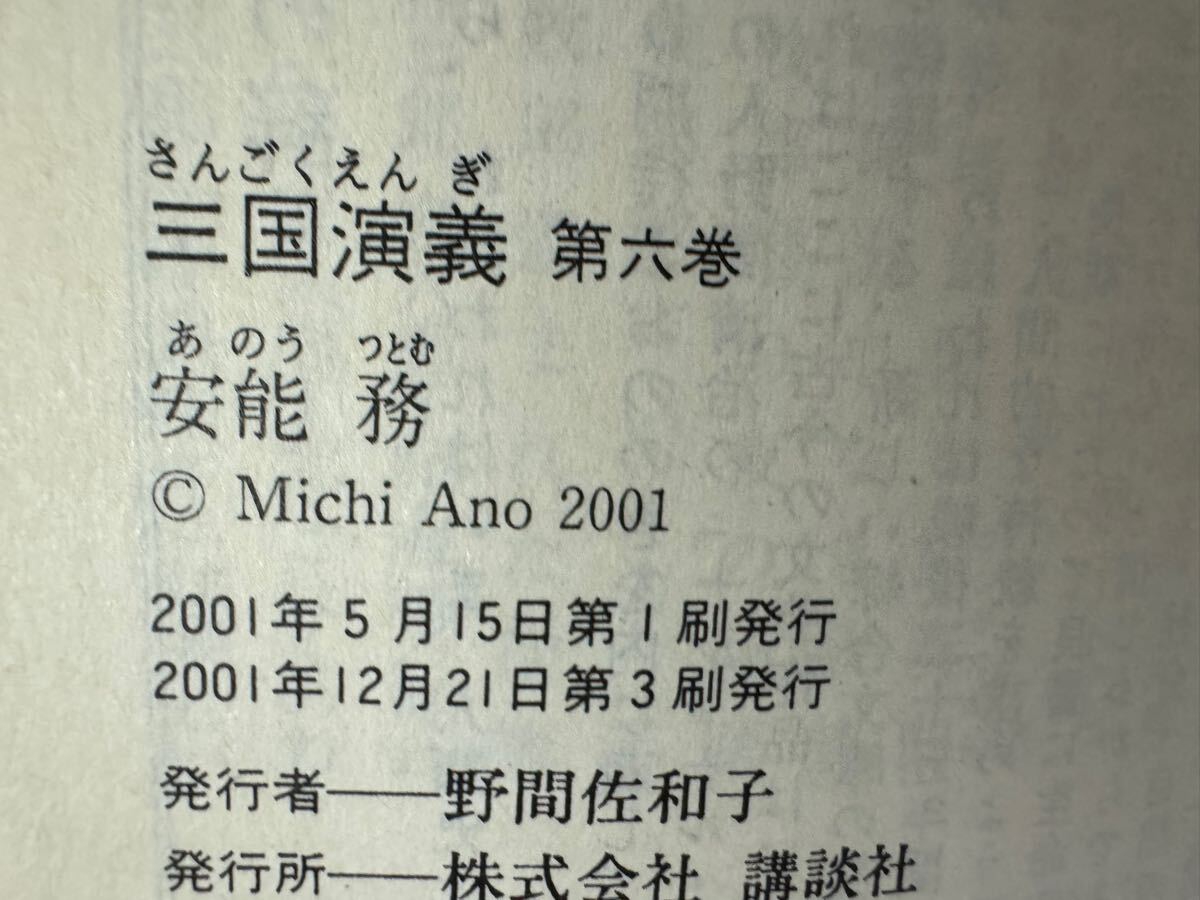 さんごくえんぎ
三国演義 第六巻
あのう つとむ
安能 務
© Michi Ano 2001
2001年5月15日第1刷発行
2001年12月21日第3刷発行
発行者——野間佐和子
発行所——株式会社 講談社